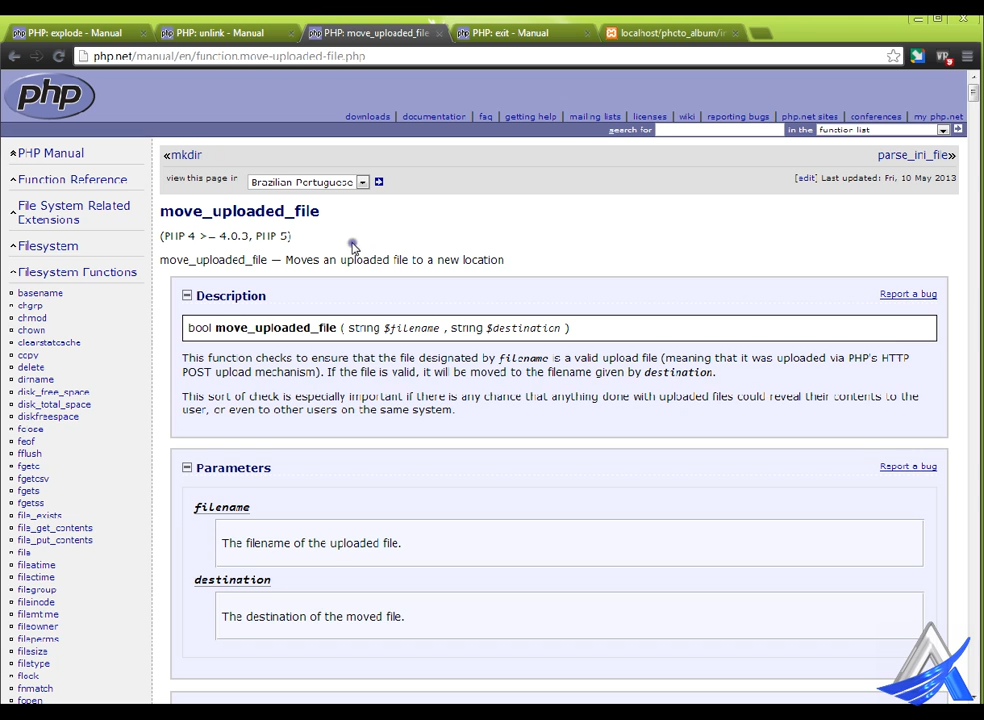 PHP: explode - Manual
PHP: unlink - Manual
PHP: move_uploaded_file
PHP: exit - Manual
localhost/photo_album/ir
php.net/manual/en/function.move-uploaded-file.php
php
downloads | documentation | faq | getting help | mailing lists | licenses | wiki | reporting bugs | php.net sites | conferences | my php.net
search for in the function list
PHP Manual
Function Reference
File System Related
Extensions
Filesystem
Filesystem Functions
basename
chgrp
chmod
chown
clearstatcache
copy
delete
dirname
disk_free_space
disk_total_space
diskfreespace
fclose
feof
fflush
fgetc
fgetcsv
fgets
fgetss
file_exists
file_get_contents
file_put_contents
file
fileatime
filectime
filegroup
fileinode
filemtime
fileowner
fileperms
filesize
filetype
flock
fnmatch
fopen
«mkdir
parse_ini_file»
view this page in Brazilian Portuguese
[edit] Last updated: Fri, 10 May 2013
move_uploaded_file
(PHP 4 >= 4.0.3, PHP 5)
move_uploaded_file — Moves an uploaded file to a new location
Description
Report a bug
bool move_uploaded_file ( string $filename , string $destination )
This function checks to ensure that the file designated by filename is a valid upload file (meaning that it was uploaded via PHP's HTTP
POST upload mechanism). If the file is valid, it will be moved to the filename given by destination.
This sort of check is especially important if there is any chance that anything done with uploaded files could reveal their contents to the
user, or even to other users on the same system.
Parameters
Report a bug
filename
The filename of the uploaded file.
destination
The destination of the moved file.